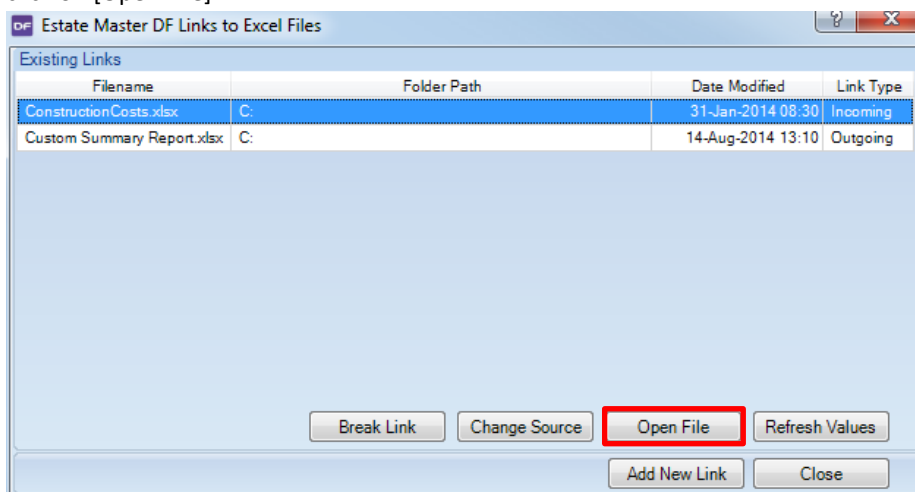 DF Estate Master DF Links to Excel Files ? X
Existing Links
Filename Folder Path Date Modified Link Type
ConstructionCosts.xlsx C: 31-Jan-2014 08:30 Incoming
Custom Summary Report.xlsx C: 14-Aug-2014 13:10 Outgoing
Break Link Change Source Open File Refresh Values
Add New Link Close